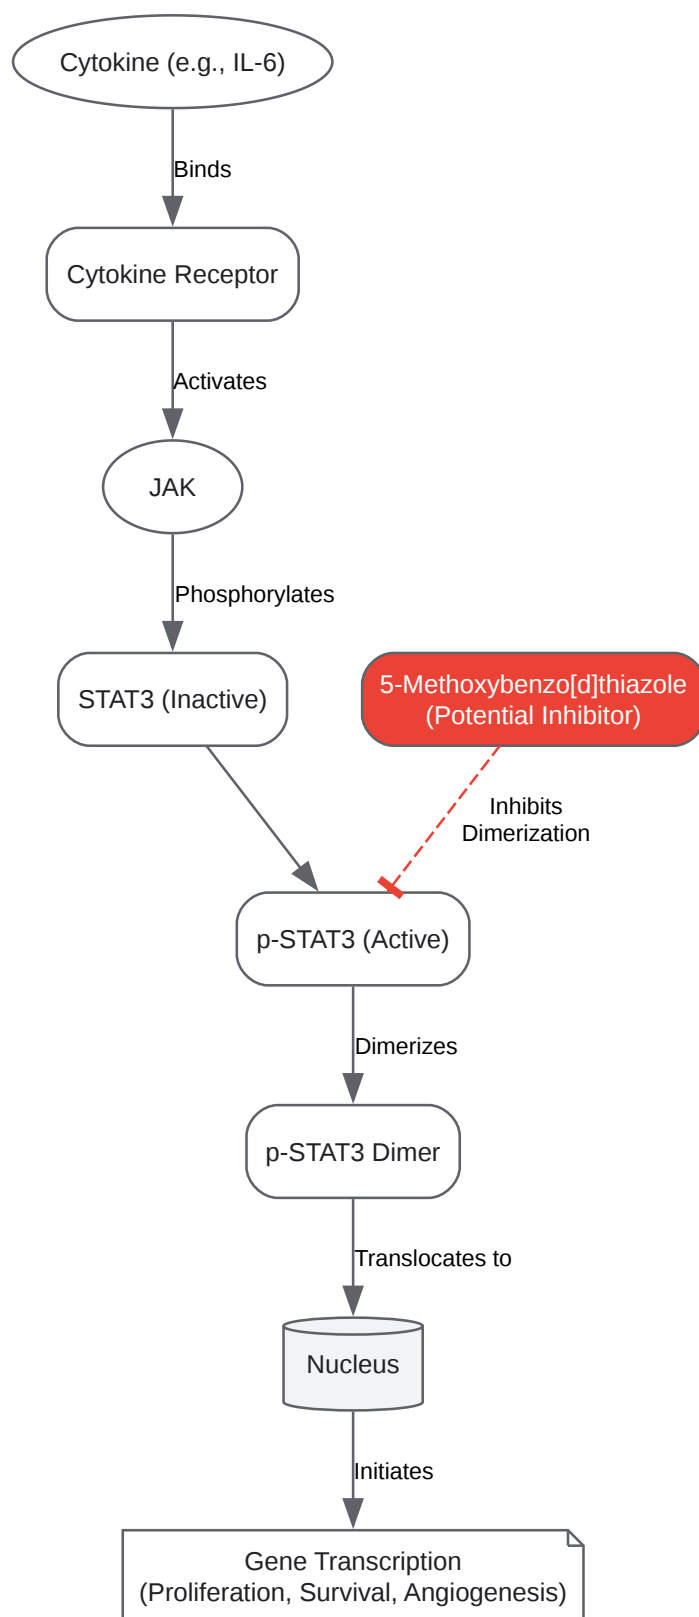 Cytokine (e.g., IL-6)
Binds
Cytokine Receptor
Activates
JAK
Phosphorylates
STAT3 (Inactive)
5-Methoxybenzo[d]thiazole
(Potential Inhibitor)
Inhibits
Dimerization
p-STAT3 (Active)
Dimerizes
p-STAT3 Dimer
Translocates to
Nucleus
Initiates
Gene Transcription
(Proliferation, Survival, Angiogenesis)